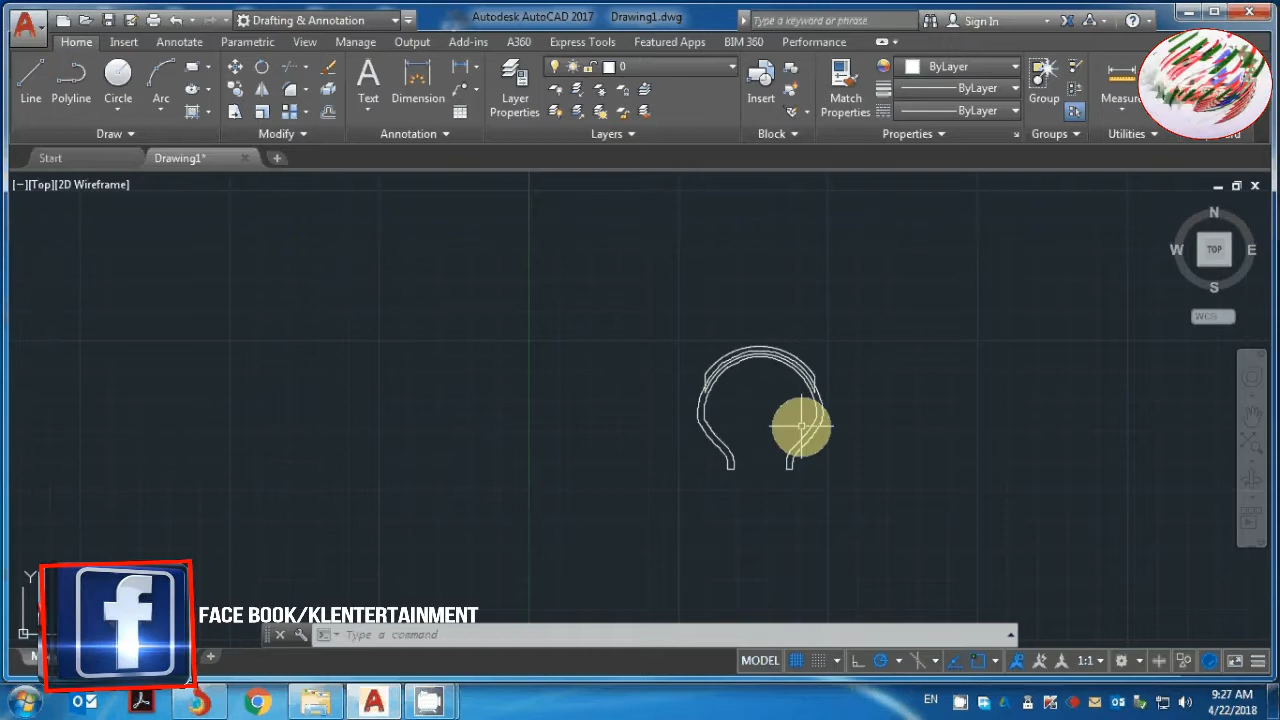 Drafting & Annotation
Autodesk AutoCAD 2017 Drawing1.dwg
Type a keyword or phrase
Sign In
Home Insert Annotate Parametric View Manage Output Add-ins A360 Express Tools Featured Apps BIM 360 Performance
Line Polyline Circle Arc
Text Dimension
Layer Properties
0
Insert
Match Properties
ByLayer
ByLayer
ByLayer
Group
Draw Modify Annotation Layers Block Properties Groups Utilities
Start Drawing1*
[−][Top][2D Wireframe]
N
W TOP E
S
WCS
Y
f
FACE BOOK/KLENTERTAINMENT
Type a command
MODEL 1:1
EN
9:27 AM
4/22/2018